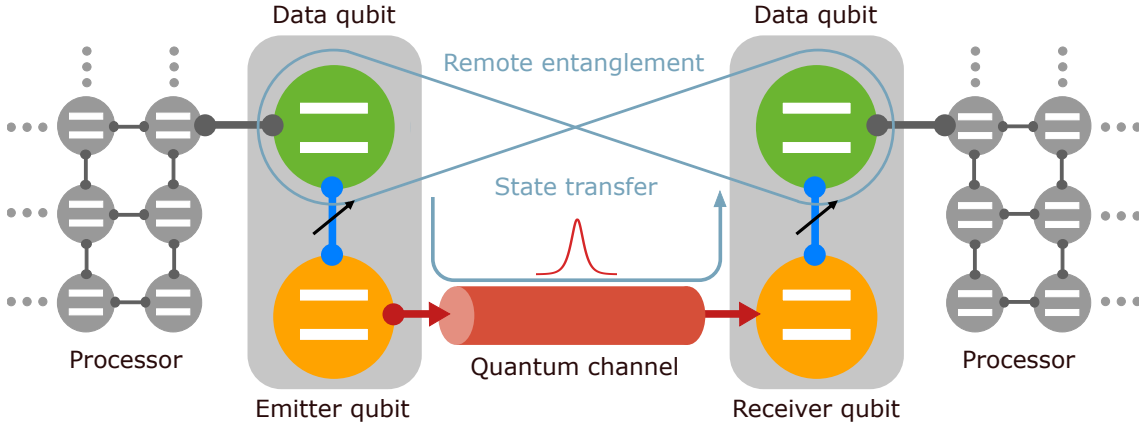 Data qubit
Data qubit
Remote entanglement
State transfer
Processor
Quantum channel
Processor
Emitter qubit
Receiver qubit